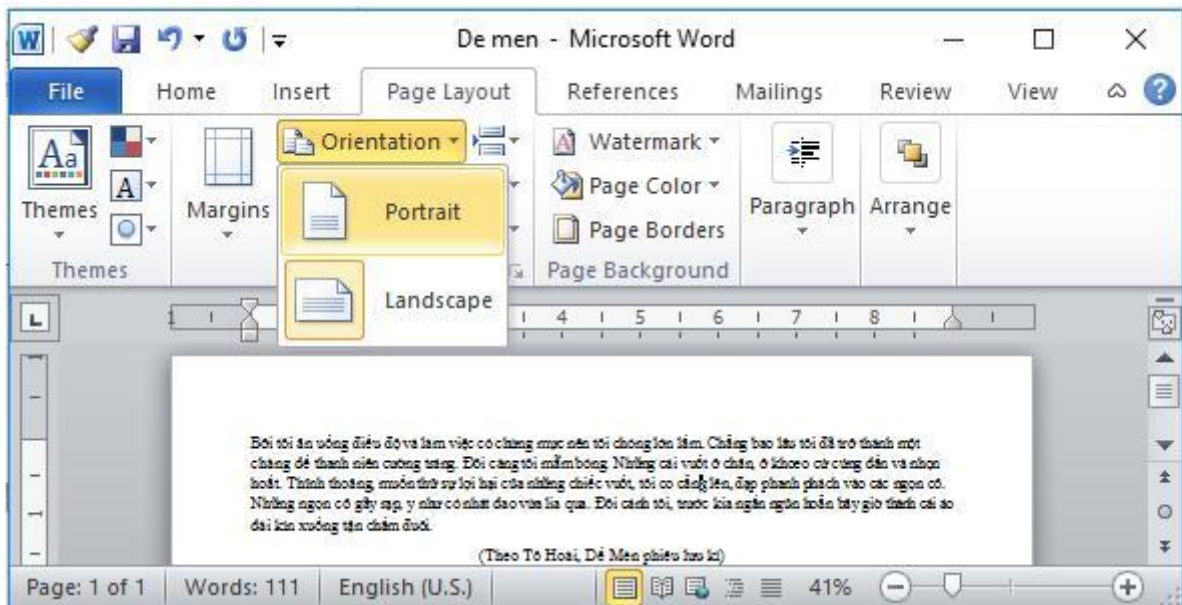 De men - Microsoft Word
File Home Insert Page Layout References Mailings Review View
Orientation Watermark
Themes Margins Portrait Page Color Paragraph Arrange
Page Borders
Themes Page Background
Landscape
1 4 5 6 7 8
Bởi tôi ăn uống điều độ và làm việc có chừng mực nên tôi chóng lớn lắm. Chẳng bao lâu tôi đã trở thành một
chàng dế thanh niên cường tráng. Đôi càng tôi mẫm bóng. Những cái vuốt ở chân, ở khoeo cứ cứng dần và nhọn
hoắt. Thỉnh thoảng, muốn thử sự lợi hại của những chiếc vuốt, tôi co cẳng lên, đạp phanh phách vào các ngọn cỏ.
Những ngọn cỏ gãy rạp, y như có nhát dao vừa lia qua. Đôi cánh tôi, trước kia ngắn ngủn hoẳn bây giờ thành cái áo
dài kín xuống tận chấm đuôi.
(Theo Tô Hoài, Dế Mèn phiêu lưu kí)
Page: 1 of 1 Words: 111 English (U.S.) 41%